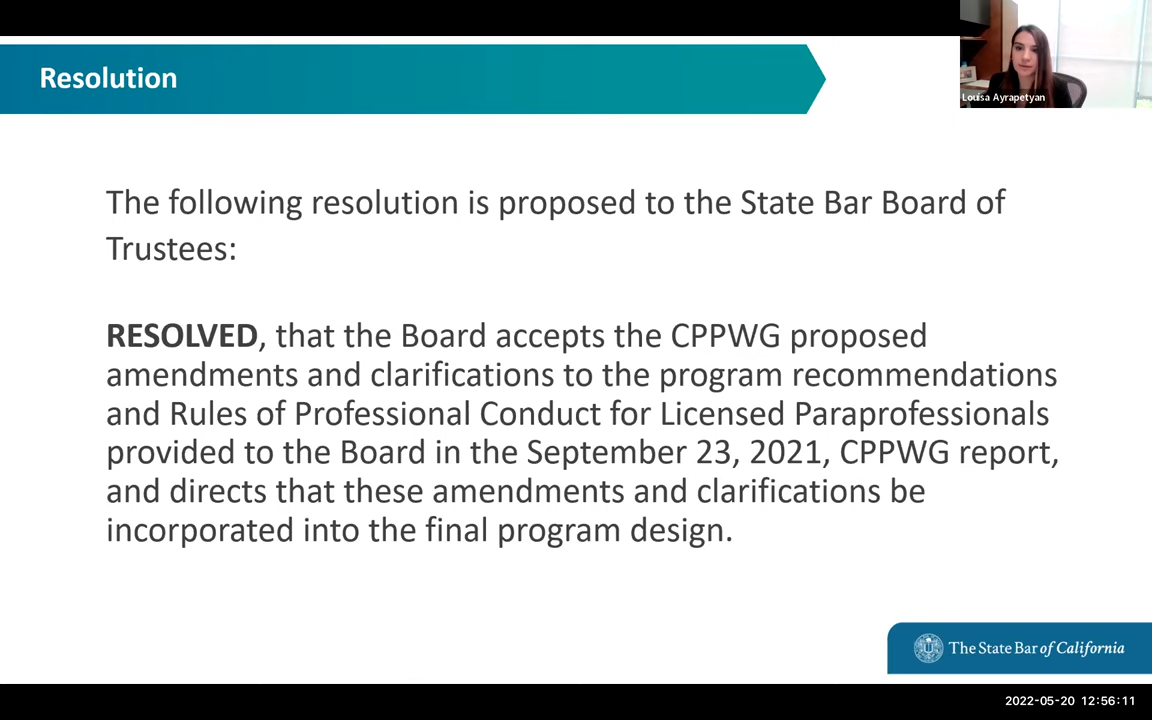 Resolution
Louisa Ayrapetyan
The following resolution is proposed to the State Bar Board of
Trustees:
RESOLVED, that the Board accepts the CPPWG proposed
amendments and clarifications to the program recommendations
and Rules of Professional Conduct for Licensed Paraprofessionals
provided to the Board in the September 23, 2021, CPPWG report,
and directs that these amendments and clarifications be
incorporated into the final program design.
The State Bar of California
2022-05-20 12:56:11